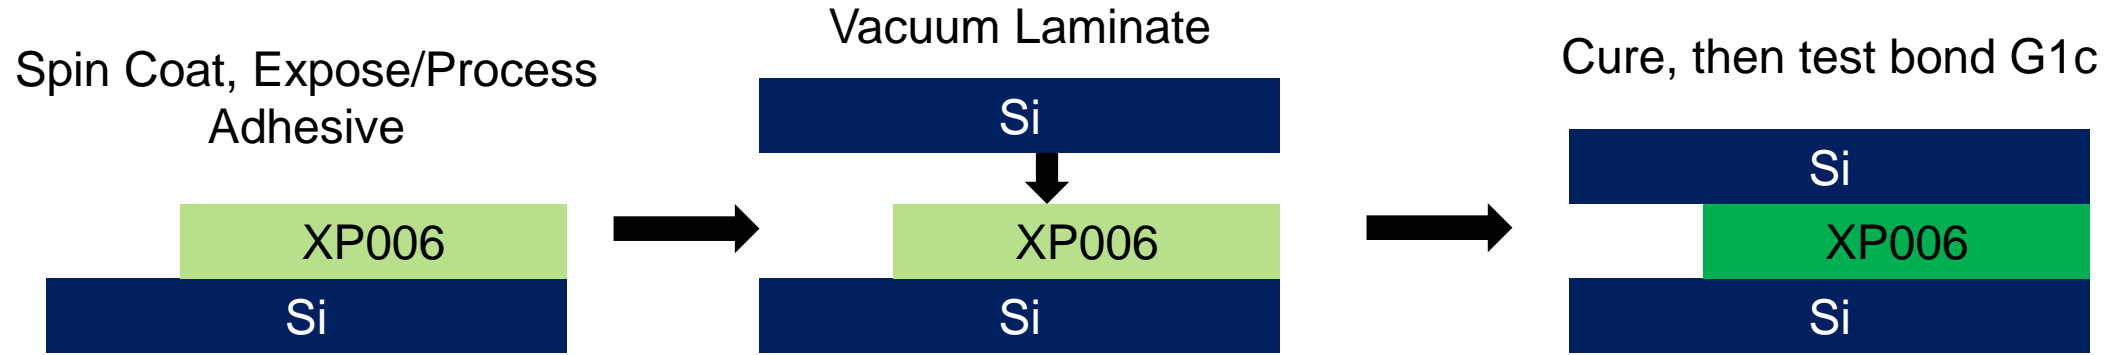 Spin Coat, Expose/Process
Adhesive
XP006
Si
Vacuum Laminate
Si
XP006
Si
Cure, then test bond G1c
Si
XP006
Si